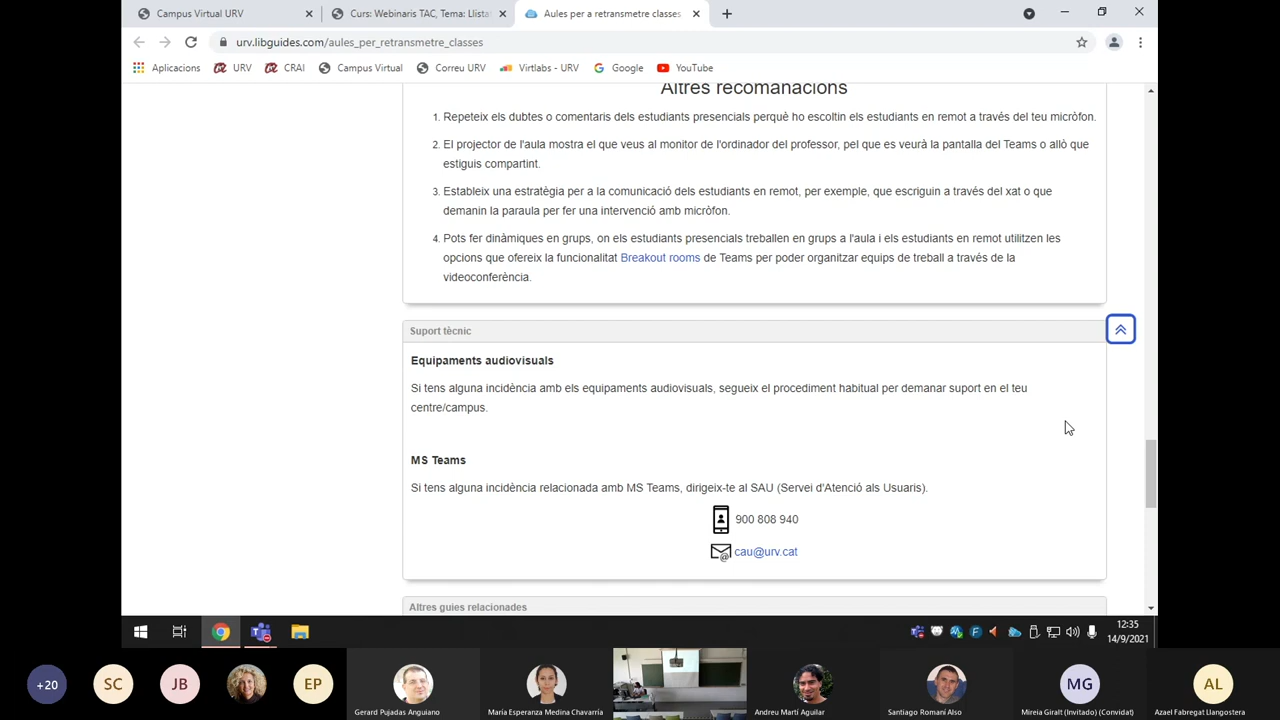 Campus Virtual URV
Curs: Webinaris TAC, Tema: Llista
Aules per a retransmetre classes
urv.libguides.com/aules_per_retransmetre_classes
Aplicacions
URV
CRAI
Campus Virtual
Correu URV
Virtlabs - URV
Google
YouTube
Altres recomanacions
1. Repeteix els dubtes o comentaris dels estudiants presencials perquè ho escoltin els estudiants en remot a través del teu micròfon.
2. El projector de l'aula mostra el que veus al monitor de l'ordinador del professor, pel que es veurà la pantalla del Teams o allò que
estiguis compartint.
3. Estableix una estratègia per a la comunicació dels estudiants en remot, per exemple, que escriguin a través del xat o que
demanin la paraula per fer una intervenció amb micròfon.
4. Pots fer dinàmiques en grups, on els estudiants presencials treballen en grups a l'aula i els estudiants en remot utilitzen les
opcions que ofereix la funcionalitat Breakout rooms de Teams per poder organitzar equips de treball a través de la
videoconferència.
Suport tècnic
Equipaments audiovisuals
Si tens alguna incidència amb els equipaments audiovisuals, segueix el procediment habitual per demanar suport en el teu
centre/campus.
MS Teams
Si tens alguna incidència relacionada amb MS Teams, dirigeix-te al SAU (Servei d'Atenció als Usuaris).
900 808 940
cau@urv.cat
Altres guies relacionades
12:35
14/9/2021
+20
SC
JB
EP
MG
AL
Gerard Pujadas Anguiano
Maria Esperanza Medina Chavarria
Andreu Martí Aguilar
Santiago Romaní Also
Mireia Giralt (Invitado) (Convidat)
Azael Fabregat Llangostera